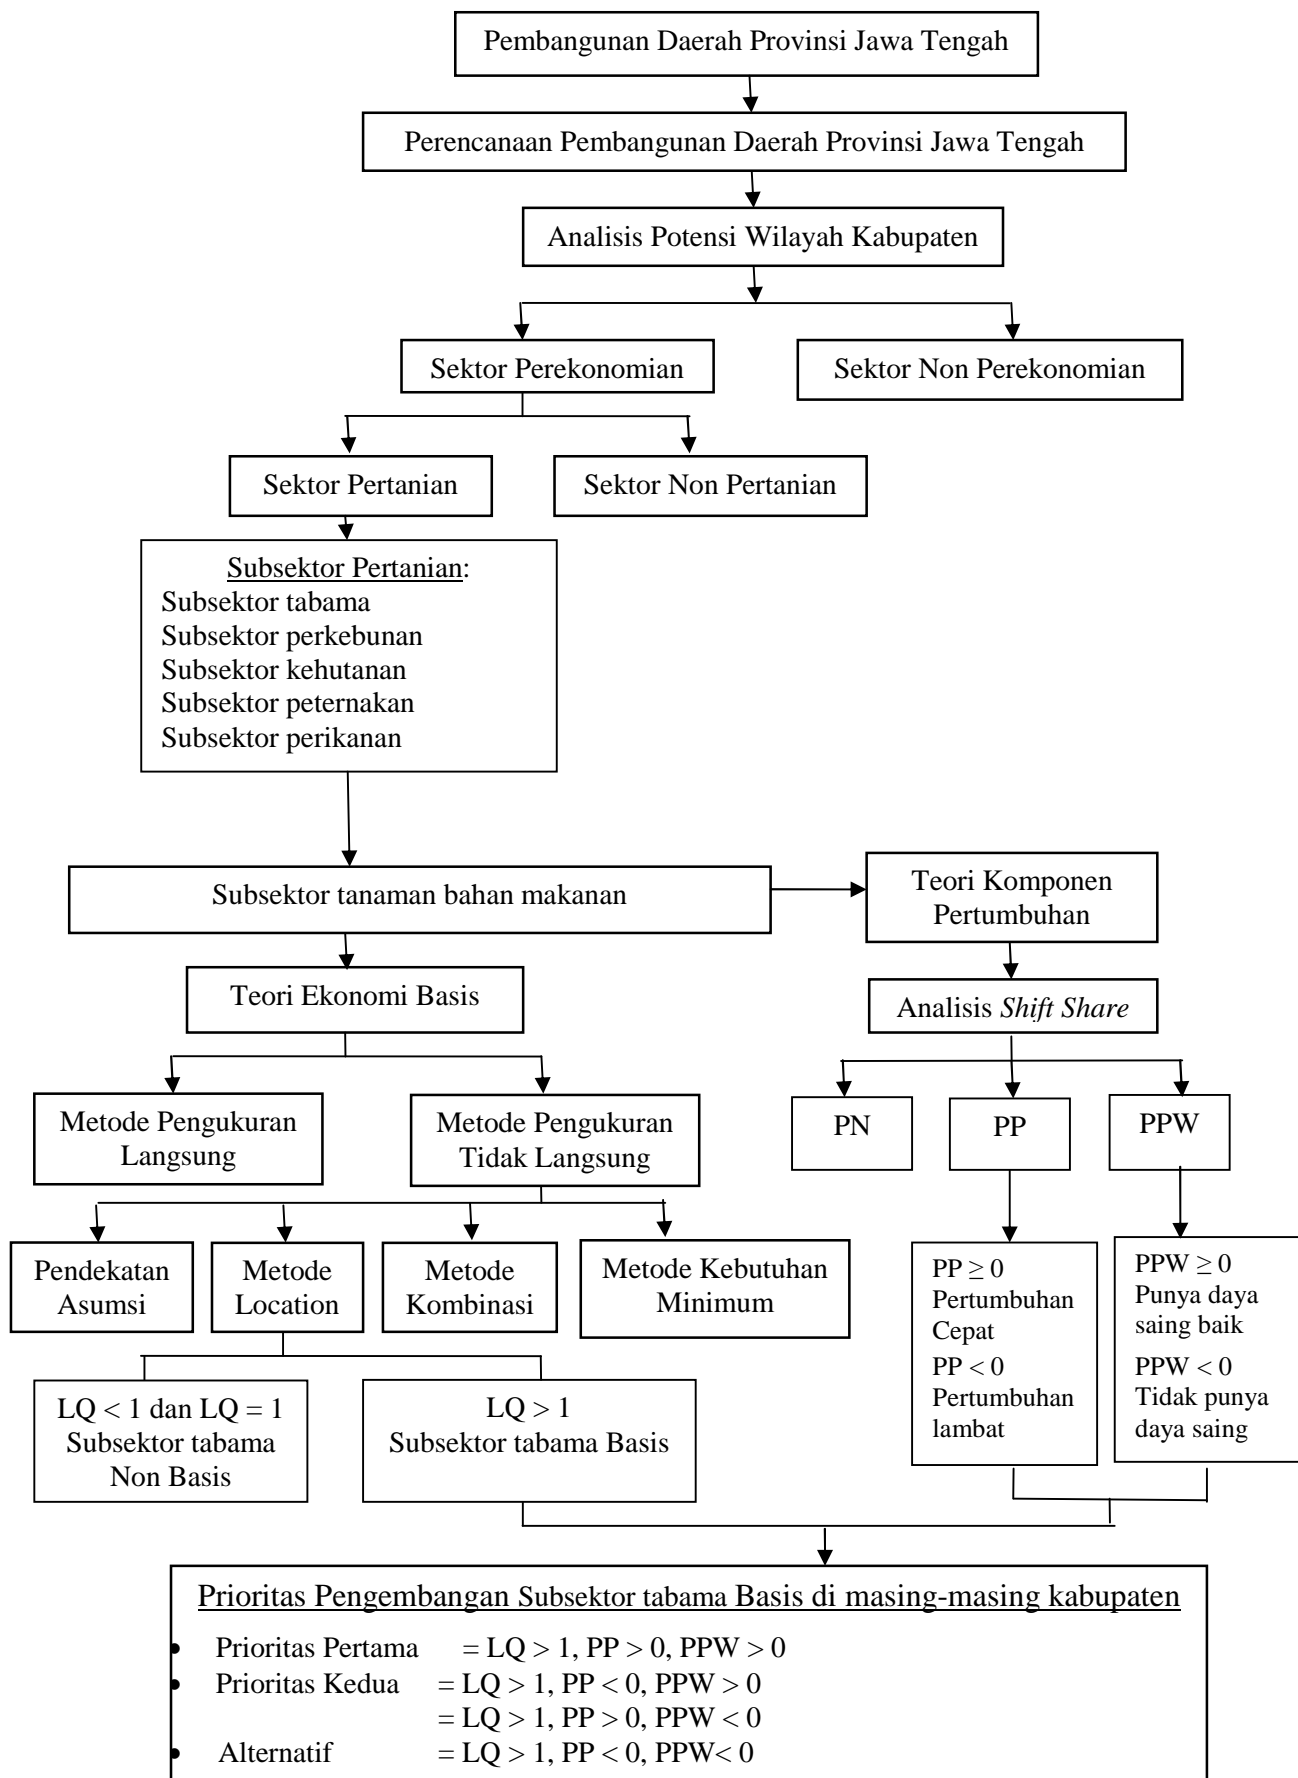 Pembangunan Daerah Provinsi Jawa Tengah
Perencanaan Pembangunan Daerah Provinsi Jawa Tengah
Analisis Potensi Wilayah Kabupaten
Sektor Perekonomian
Sektor Non Perekonomian
Sektor Pertanian
Sektor Non Pertanian
Subsektor Pertanian:
Subsektor tabama
Subsektor perkebunan
Subsektor kehutanan
Subsektor peternakan
Subsektor perikanan
Subsektor tanaman bahan makanan
Teori Komponen
Pertumbuhan
Teori Ekonomi Basis
Analisis Shift Share
Metode Pengukuran
Langsung
Metode Pengukuran
Tidak Langsung
PN
PP
PPW
Pendekatan
Asumsi
Metode
Location
Metode
Kombinasi
Metode Kebutuhan
Minimum
PP ≥ 0
Pertumbuhan
Cepat
PP < 0
Pertumbuhan
lambat
PPW ≥ 0
Punya daya
saing baik
PPW < 0
Tidak punya
daya saing
LQ < 1 dan LQ = 1
Subsektor tabama
Non Basis
LQ > 1
Subsektor tabama Basis
Prioritas Pengembangan Subsektor tabama Basis di masing-masing kabupaten
• Prioritas Pertama = LQ > 1, PP > 0, PPW > 0
• Prioritas Kedua = LQ > 1, PP < 0, PPW > 0
= LQ > 1, PP > 0, PPW < 0
• Alternatif = LQ > 1, PP < 0, PPW< 0